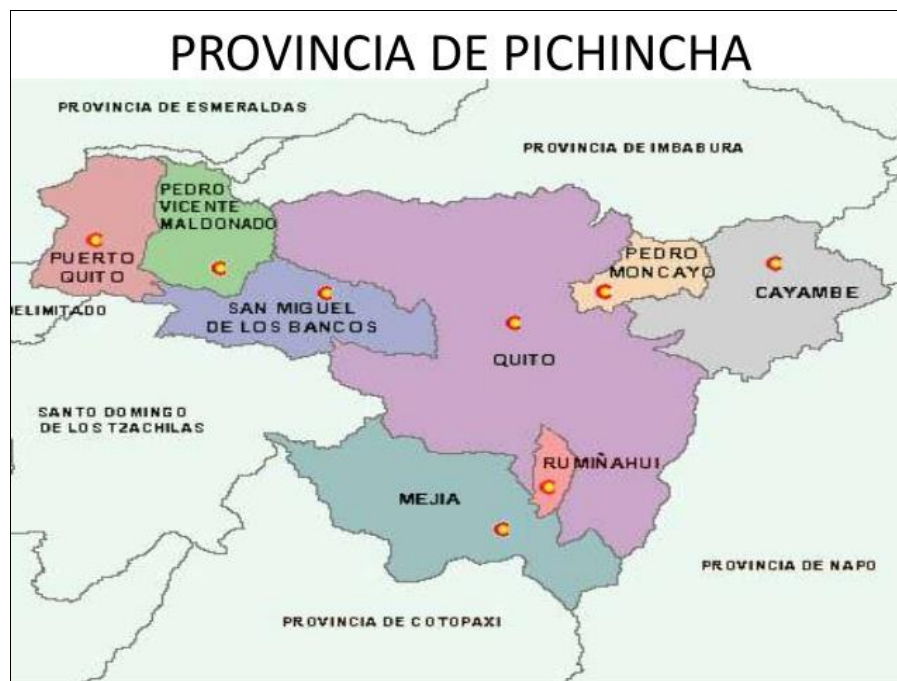 PROVINCIA DE PICHINCHA
PROVINCIA DE ESMERALDAS
PROVINCIA DE IMBABURA
PEDRO
VICENTE
MALDONADO
PUERTO
QUITO
PEDRO
MONCAYO
CAYAMBE
DELIMITADO
SAN MIGUEL
DE LOS BANCOS
QUITO
SANTO DOMINGO
DE LOS TZACHILAS
RUMIÑAHUI
MEJIA
PROVINCIA DE NAPO
PROVINCIA DE COTOPAXI